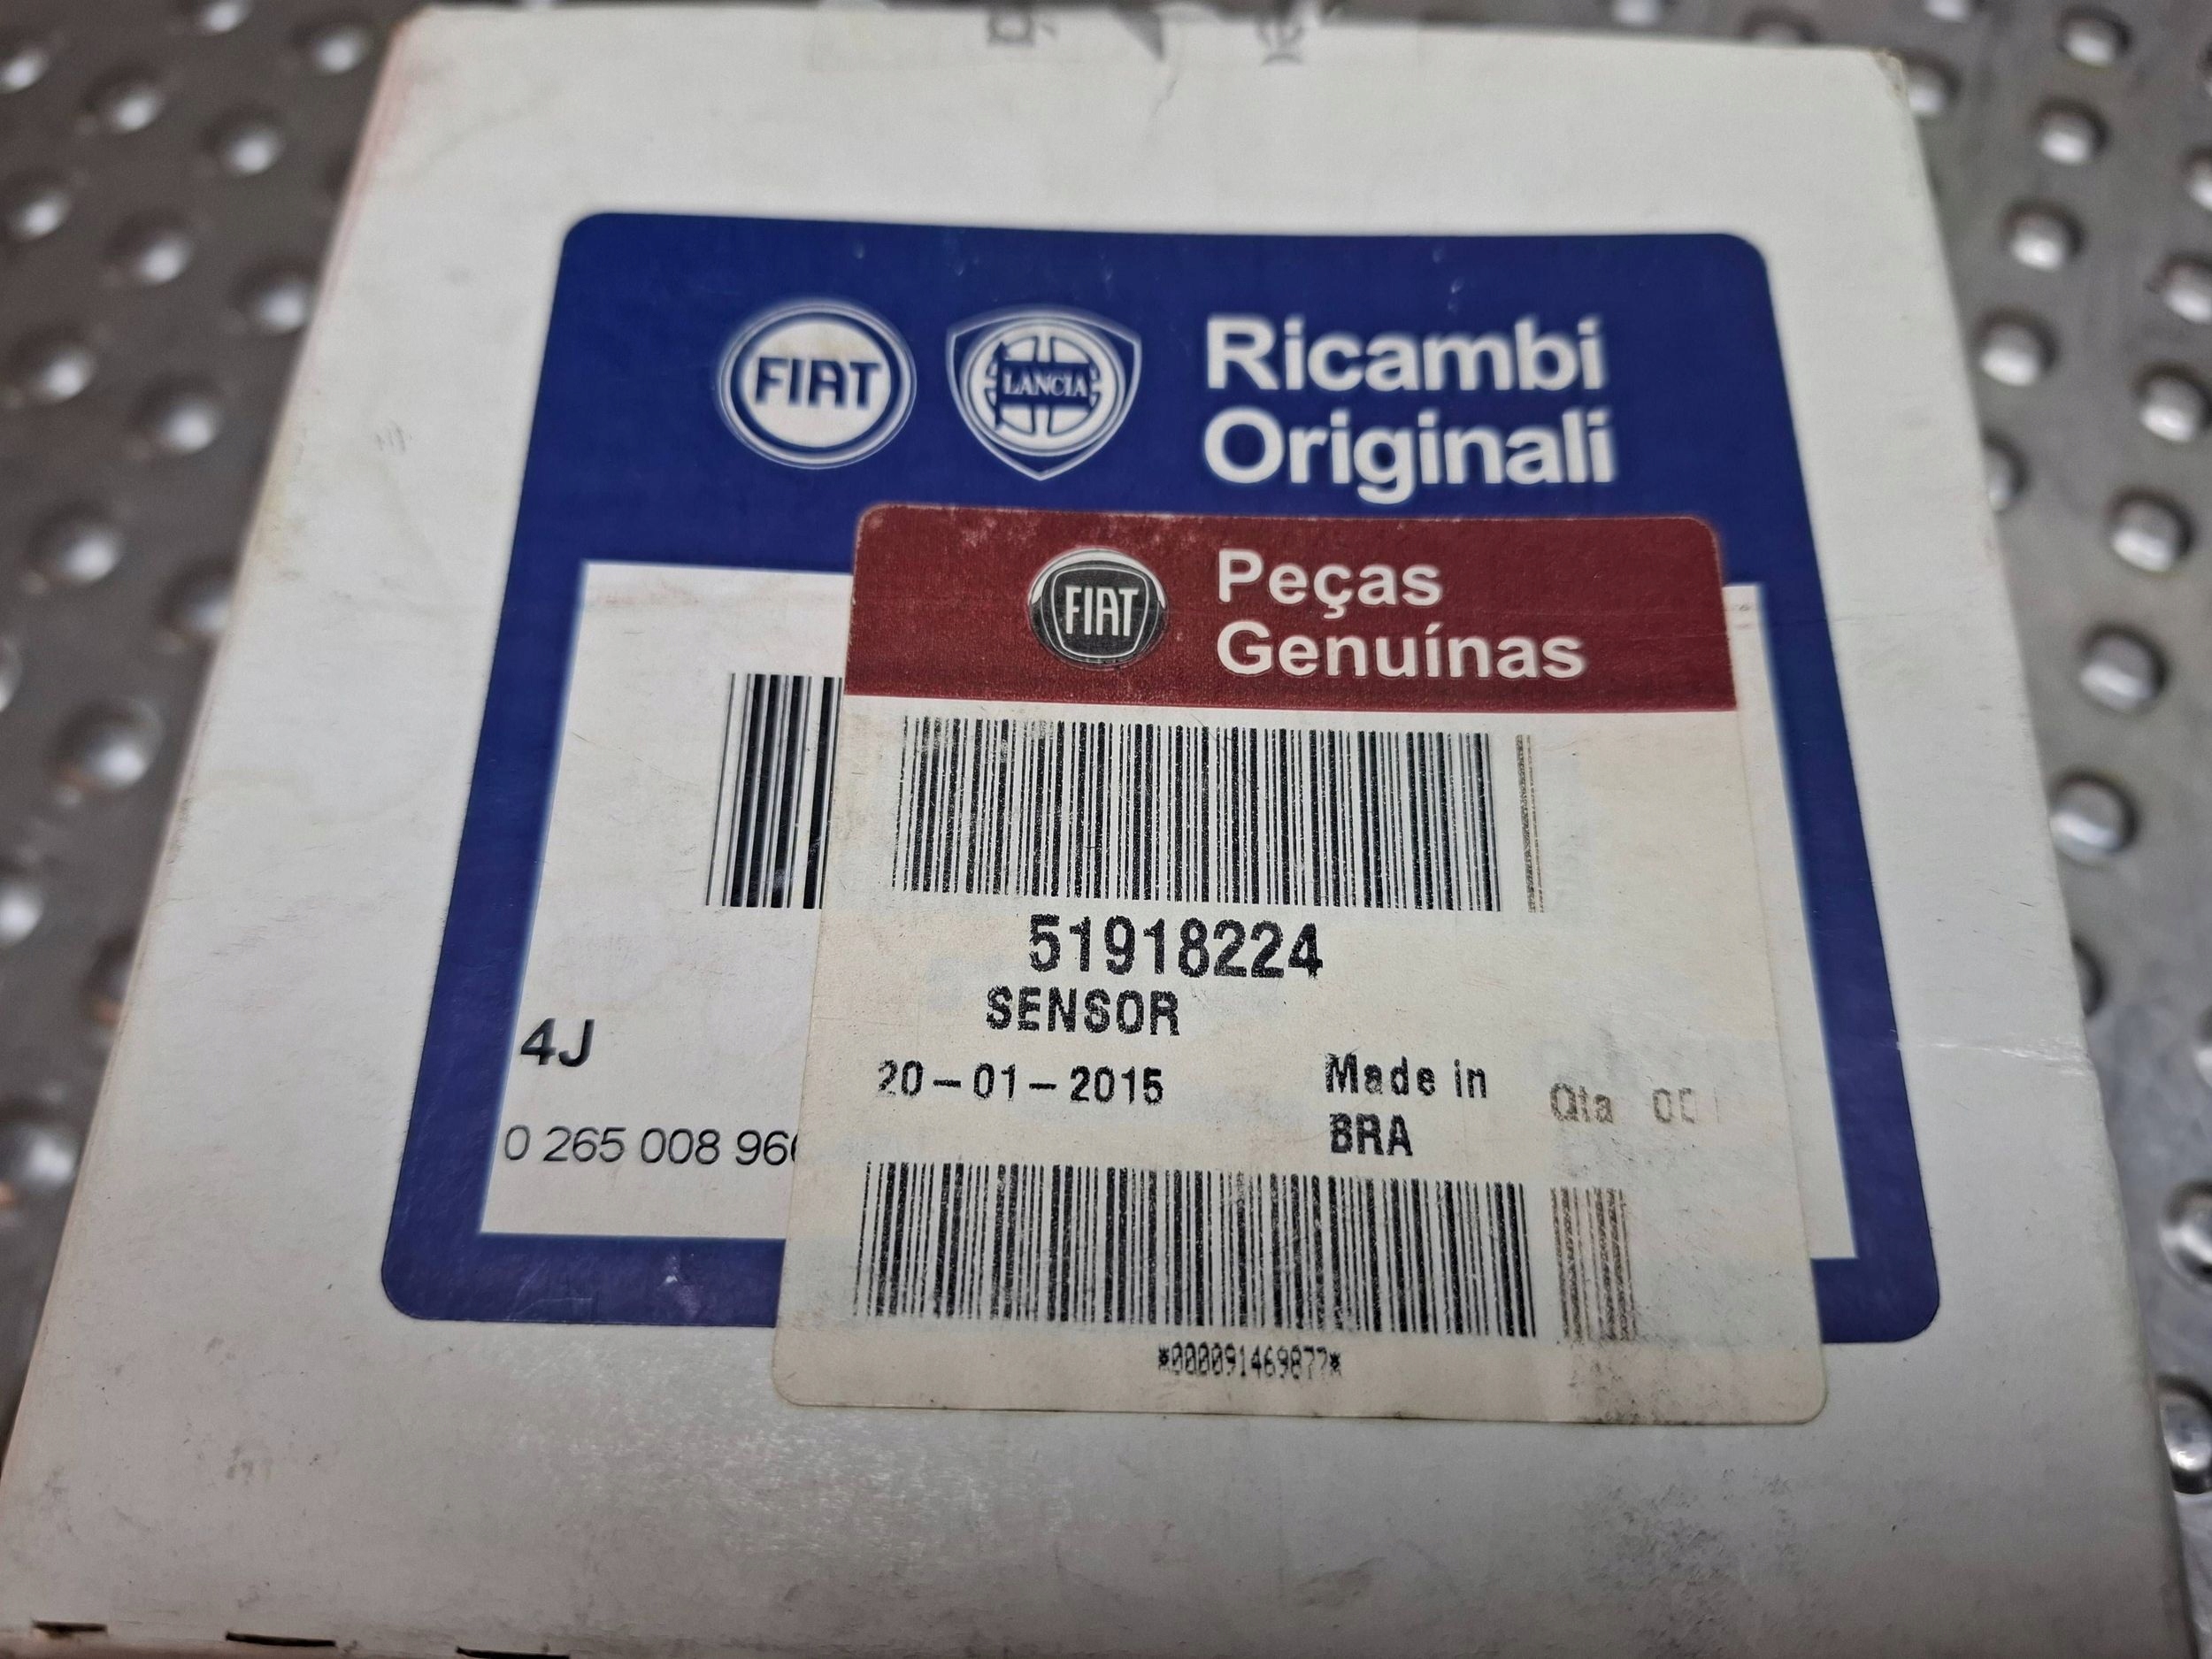 FIAT
LANCIA
Ricambi
Originali
FIAT
Peças
Genuínas
51918224
SENSOR
4J
20-01-2015
Made in
BRA
Qta
0 265 008
*000091469877*